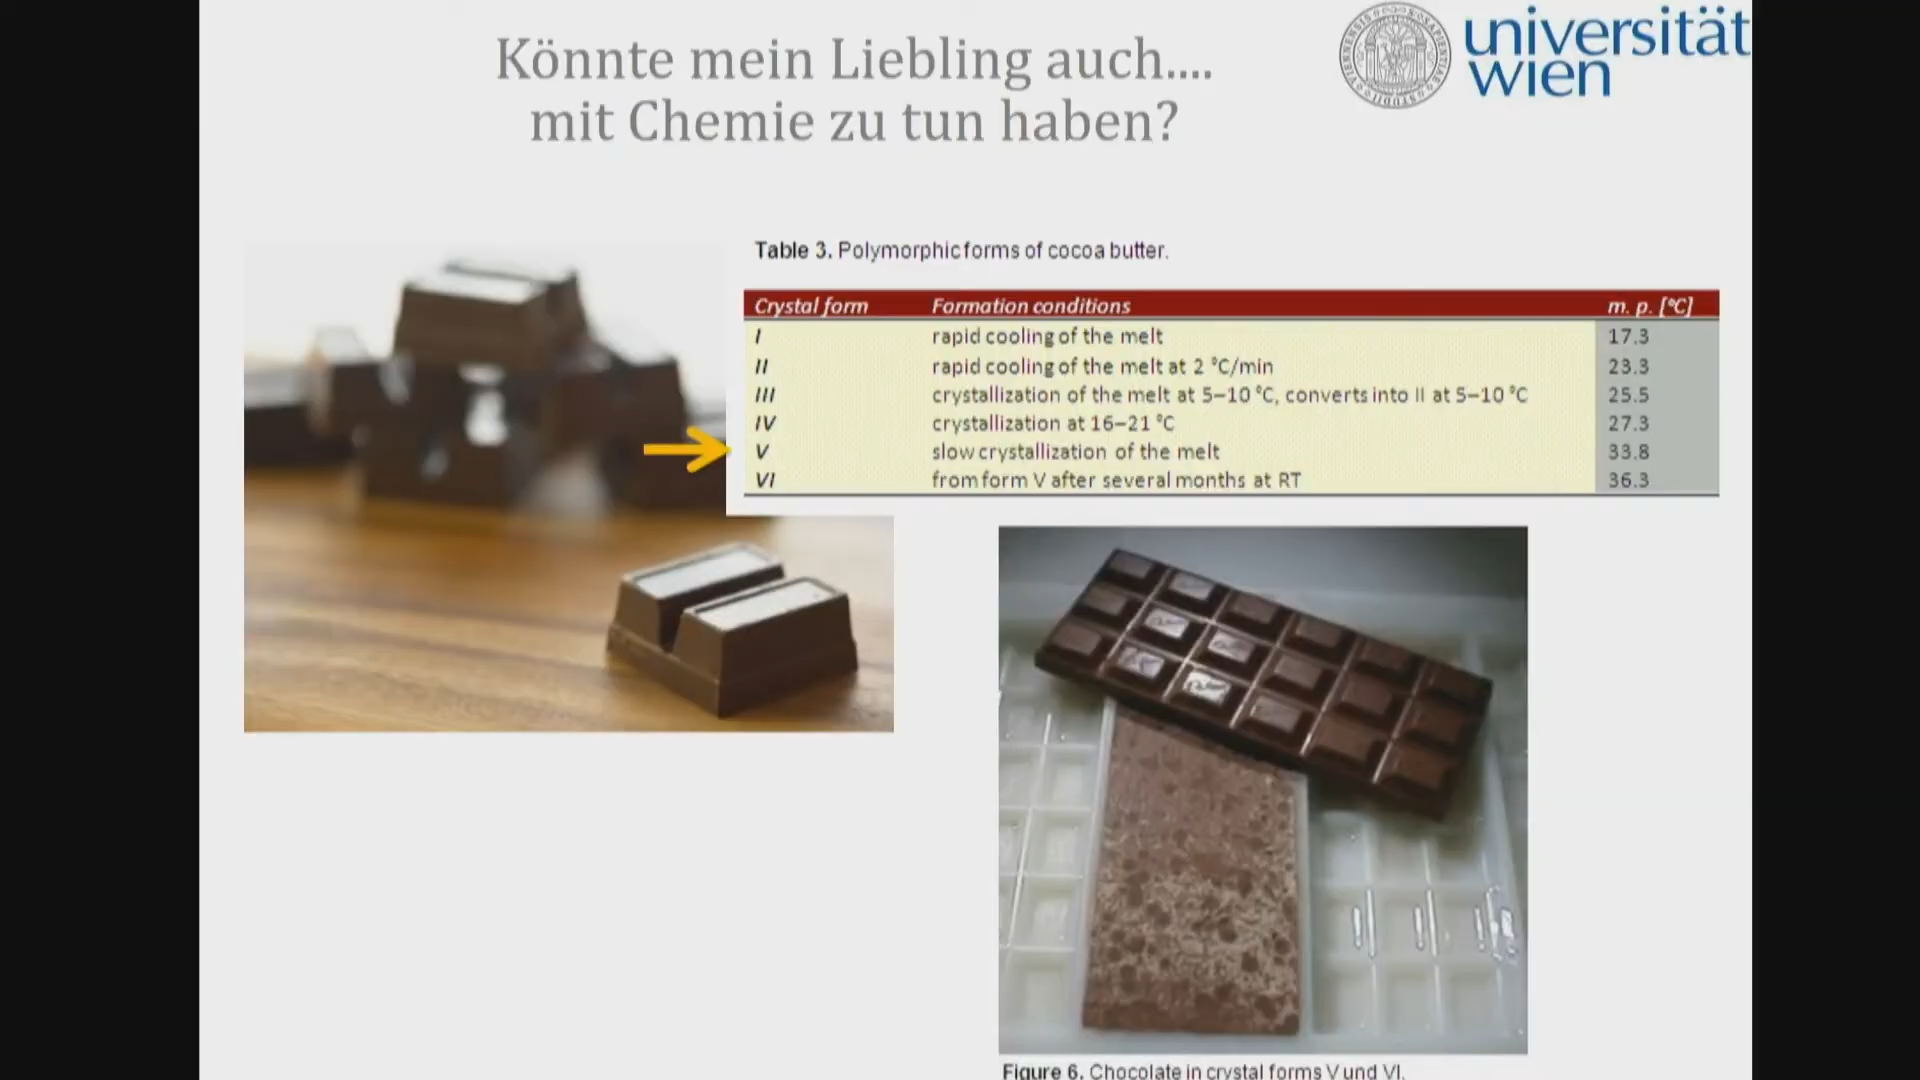 Könnte mein Liebling auch....
mit Chemie zu tun haben?
universität
wien
Table 3. Polymorphic forms of cocoa butter.
Crystal form Formation conditions m. p. [°C]
I rapid cooling of the melt 17.3
II rapid cooling of the melt at 2 °C/min 23.3
III crystallization of the melt at 5–10 °C, converts into II at 5–10 °C 25.5
IV crystallization at 16–21 °C 27.3
V slow crystallization of the melt 33.8
VI from form V after several months at RT 36.3
Figure 6. Chocolate in crystal forms V und VI.